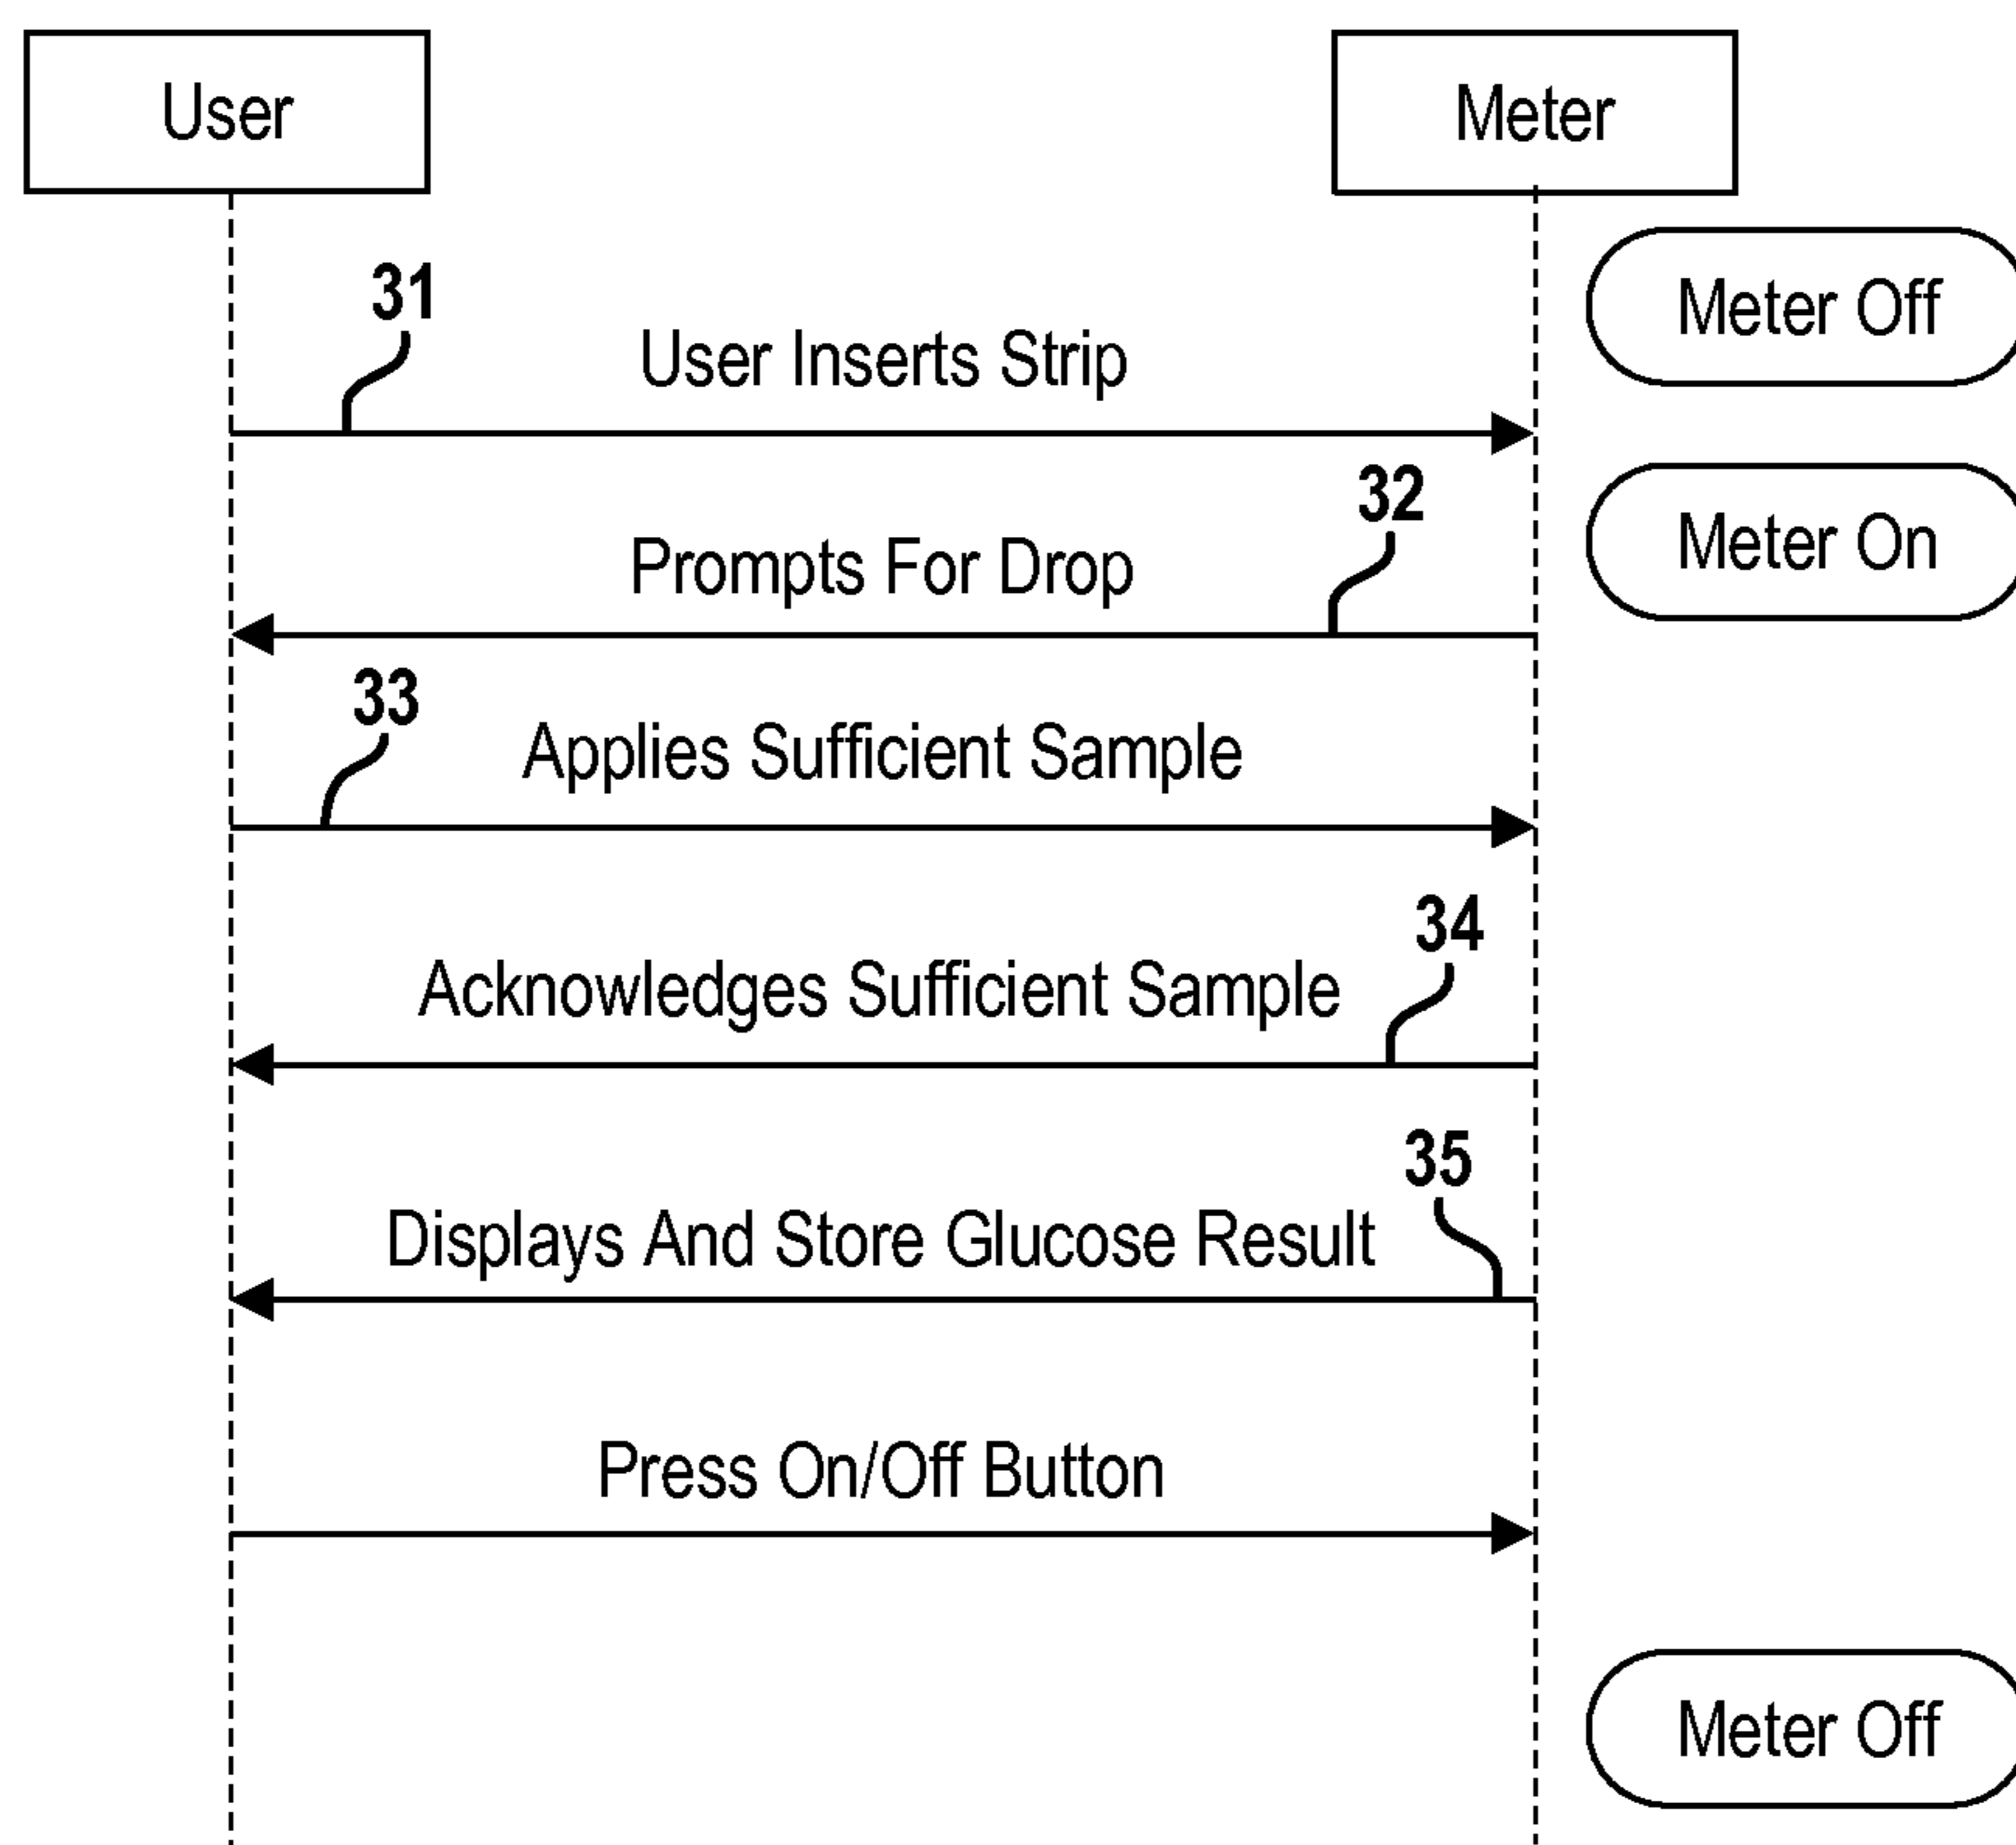 User
Meter
Meter Off
31
User Inserts Strip
32
Meter On
Prompts For Drop
33
Applies Sufficient Sample
34
Acknowledges Sufficient Sample
35
Displays And Store Glucose Result
Press On/Off Button
Meter Off